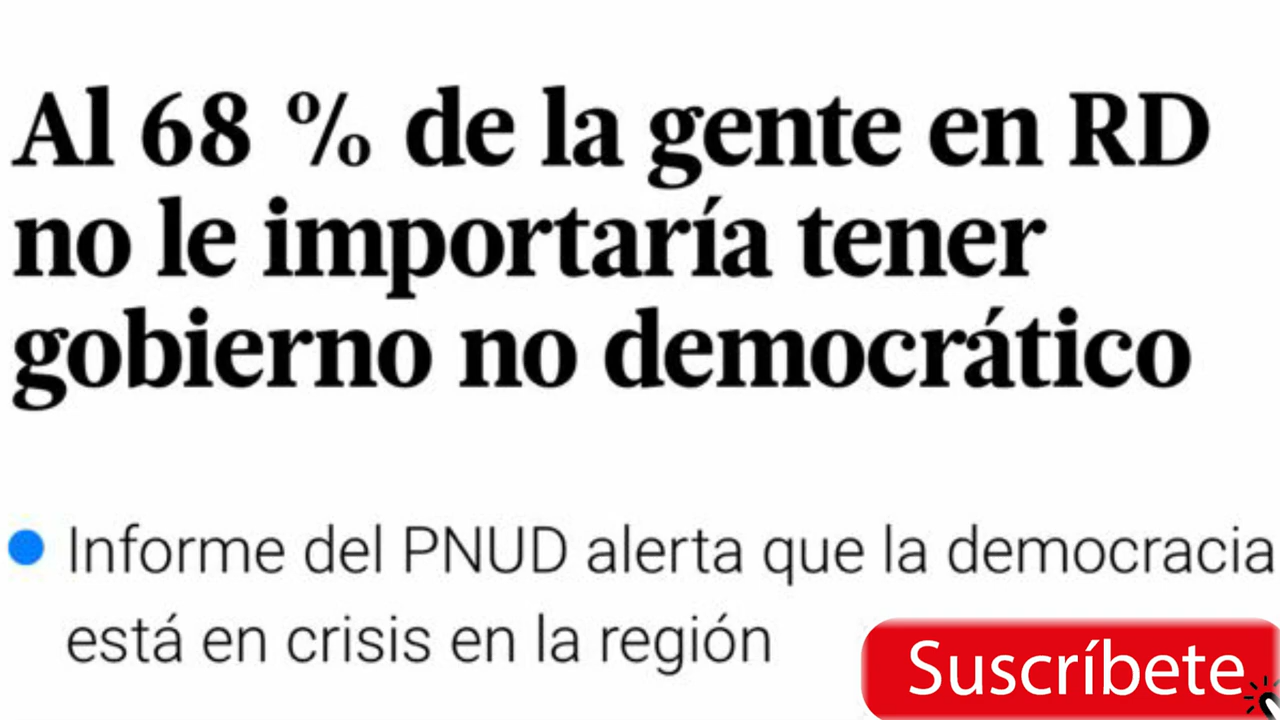 Al 68 % de la gente en RD
no le importaría tener
gobierno no democrático
Informe del PNUD alerta que la democracia
está en crisis en la región
Suscríbete